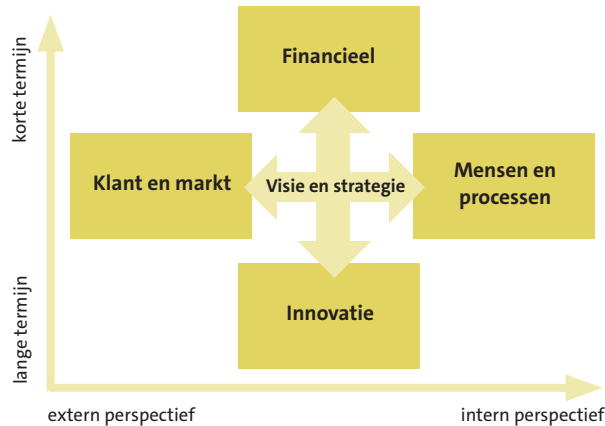 korte termijn
Financieel
Klant en markt
Visie en strategie
Mensen en
processen
lange termijn
Innovatie
extern perspectief
intern perspectief